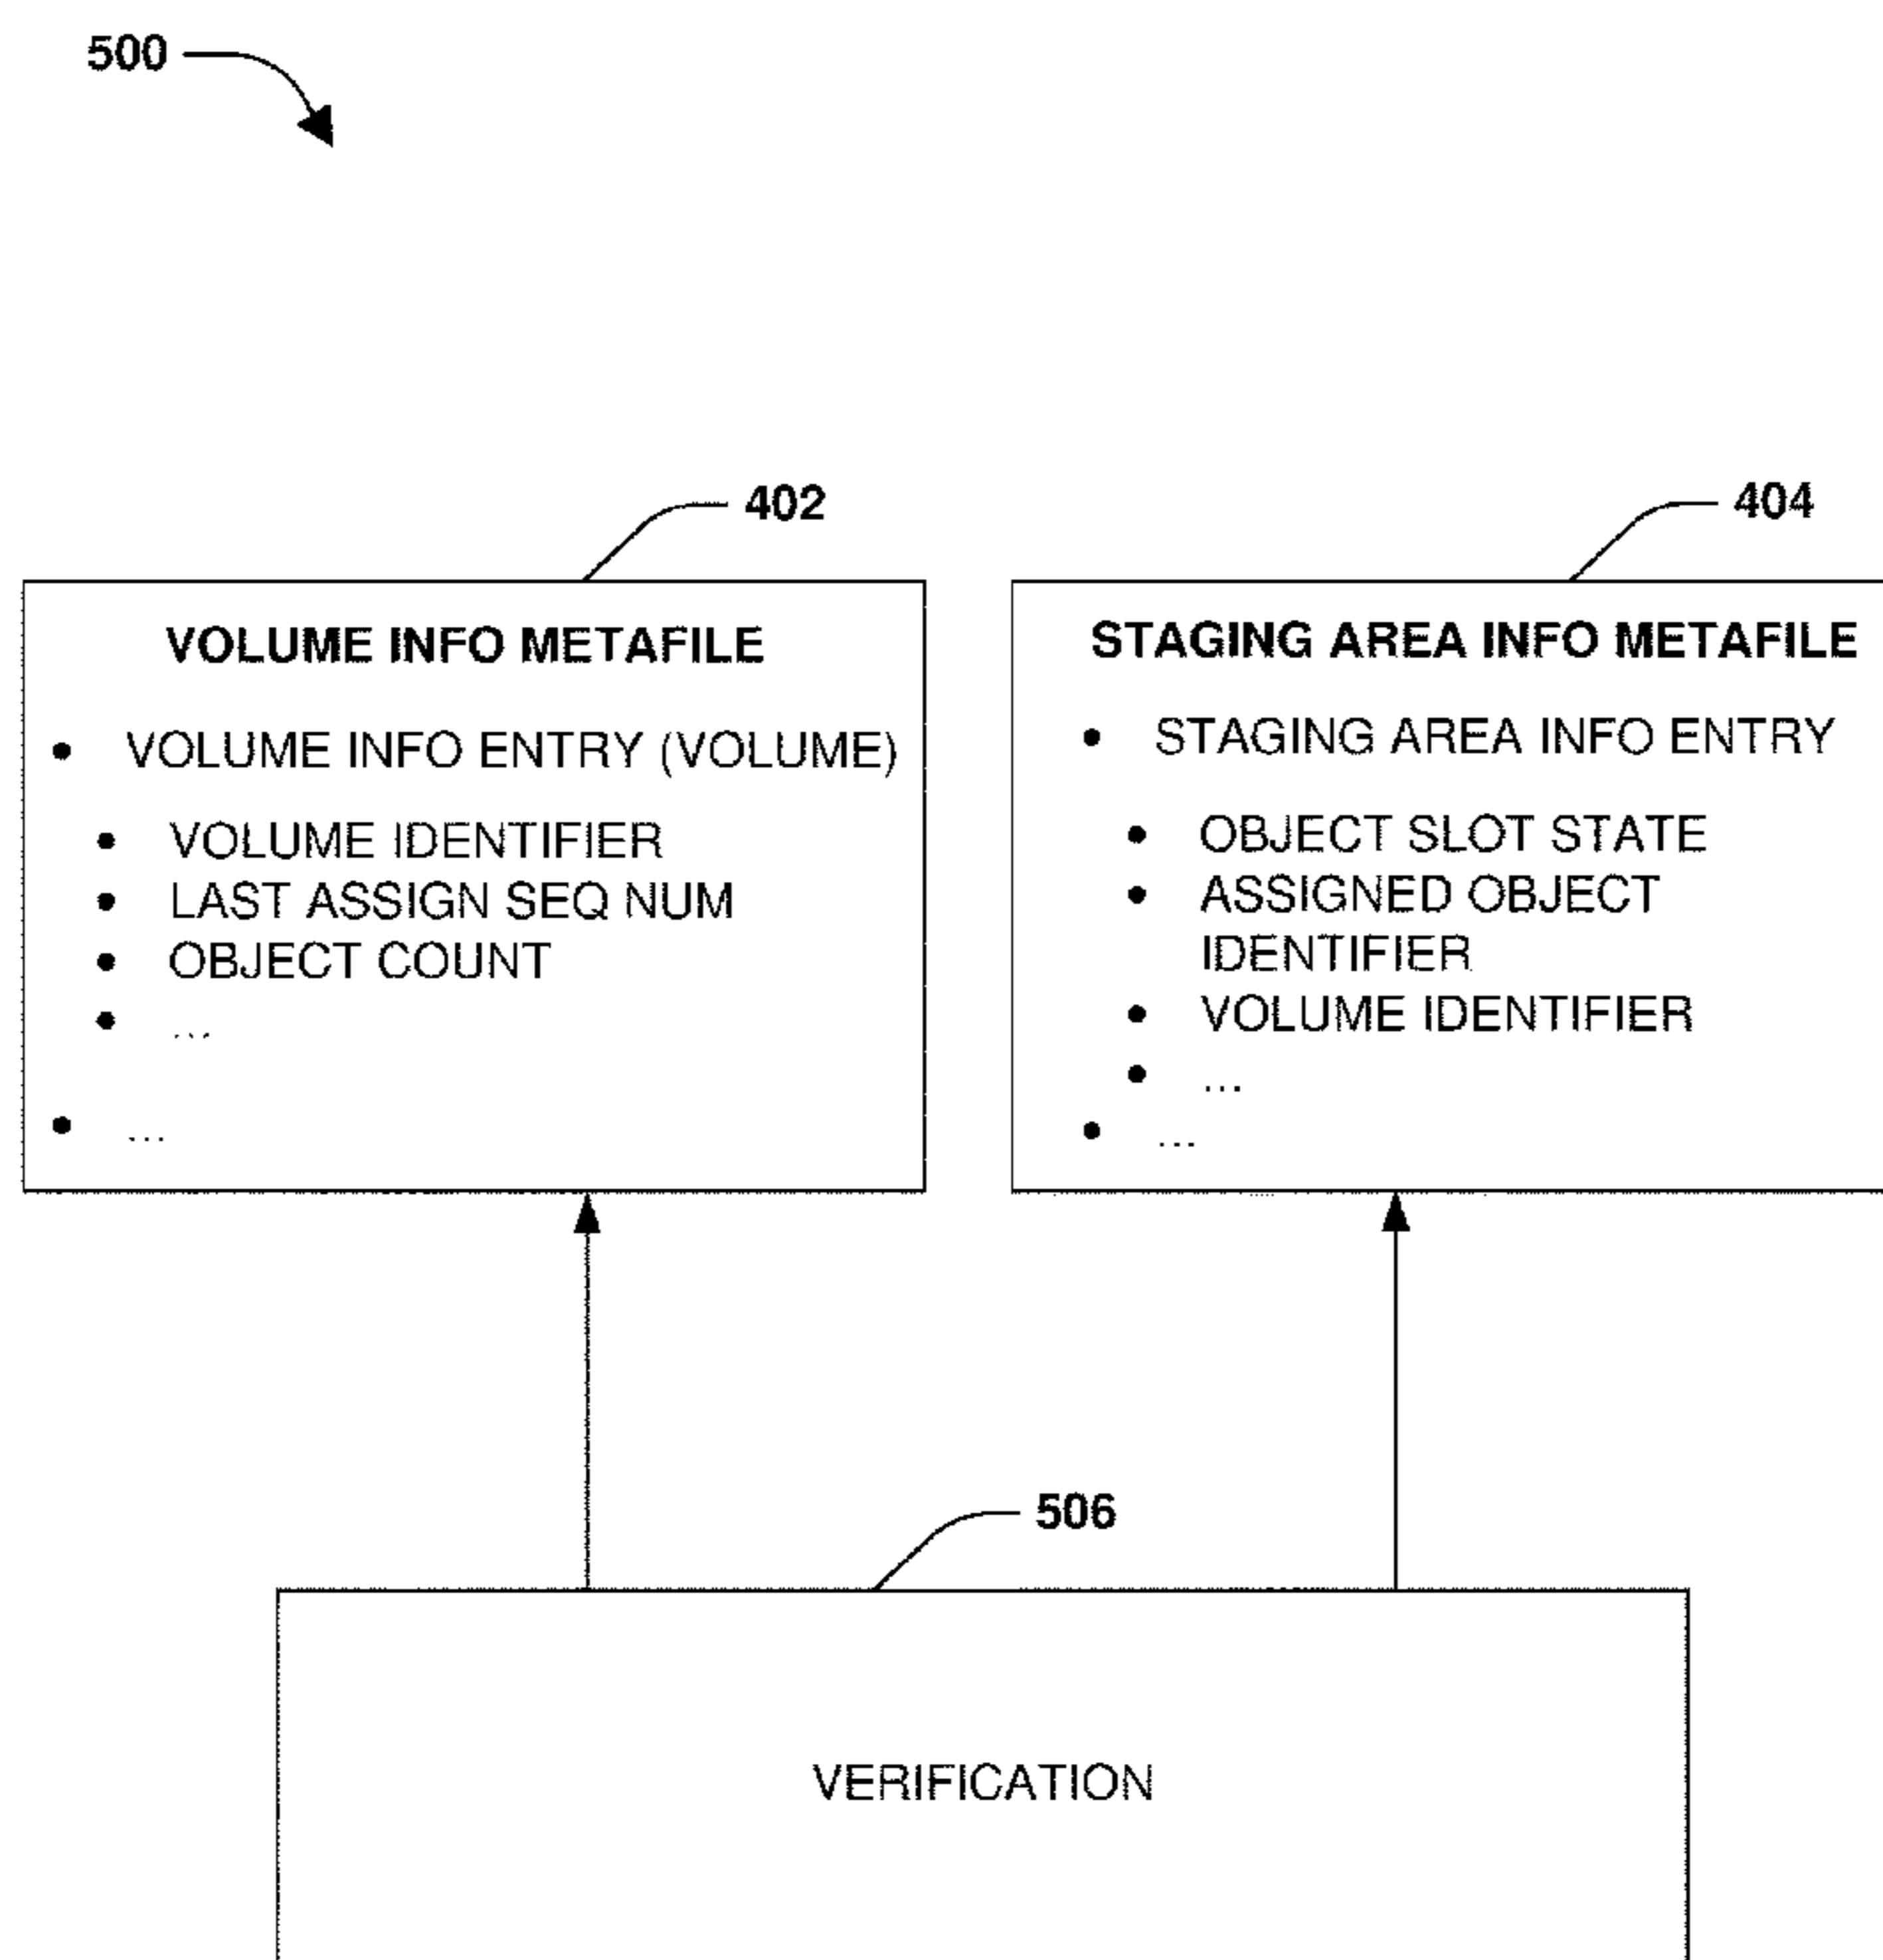 500
402
404
VOLUME INFO METAFILE
• VOLUME INFO ENTRY (VOLUME)
• VOLUME IDENTIFIER
• LAST ASSIGN SEQ NUM
• OBJECT COUNT
• ...
• ...
STAGING AREA INFO METAFILE
• STAGING AREA INFO ENTRY
• OBJECT SLOT STATE
• ASSIGNED OBJECT
IDENTIFIER
• VOLUME IDENTIFIER
• ...
• ...
506
VERIFICATION